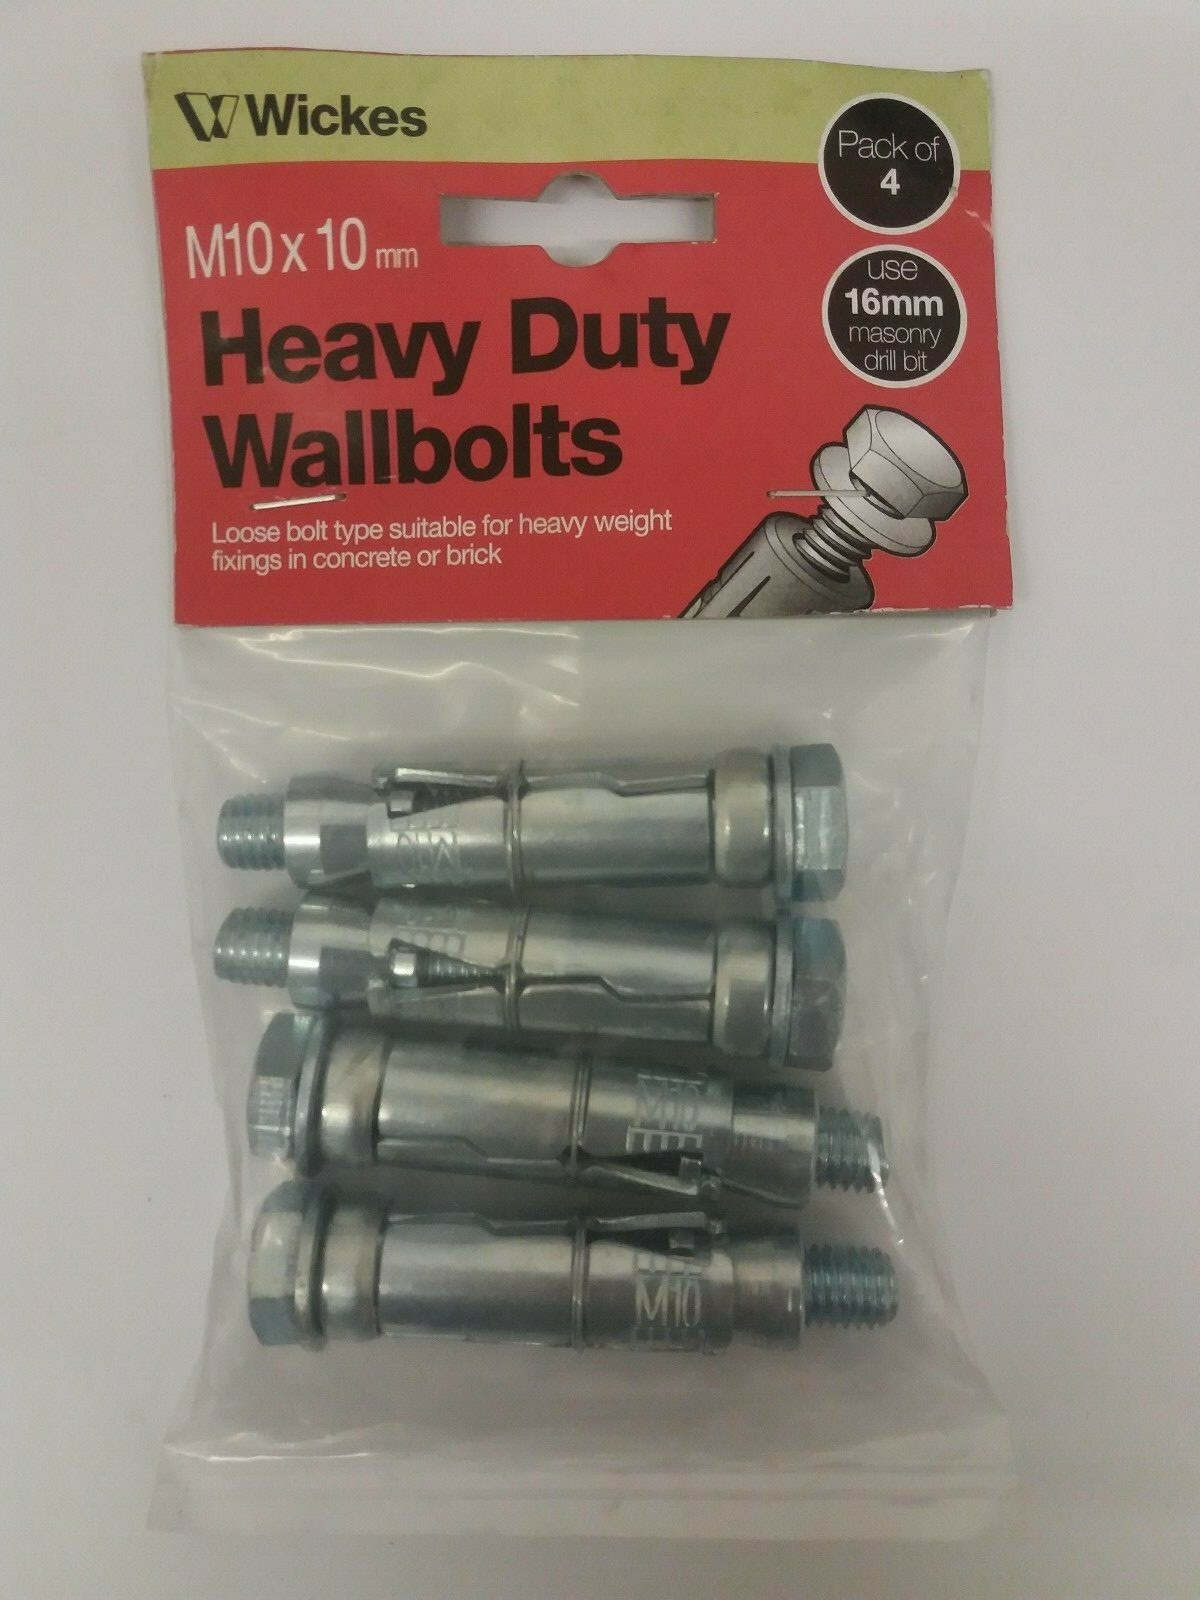 Wickes
Pack of
4
M10 x 10 mm
use
16mm
masonry
drill bit
Heavy Duty
Wallbolts
Loose bolt type suitable for heavy weight
fixings in concrete or brick
M10
M10
M10